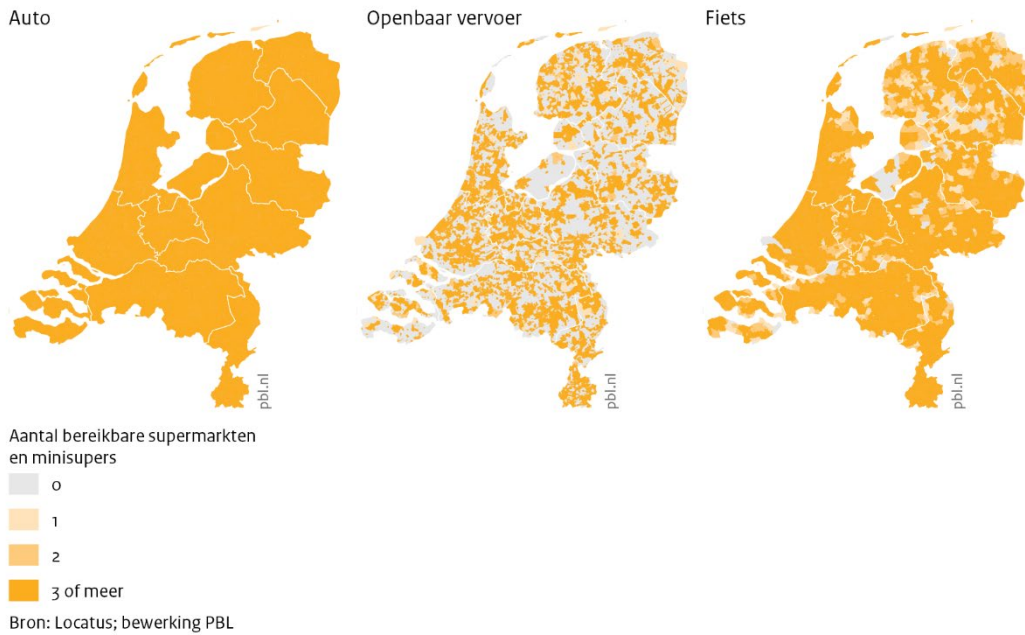 Auto
Openbaar vervoer
Fiets
pbl.nl
pbl.nl
pbl.nl
Aantal bereikbare supermarkten
en minisupers
0
1
2
3 of meer
Bron: Locatus; bewerking PBL